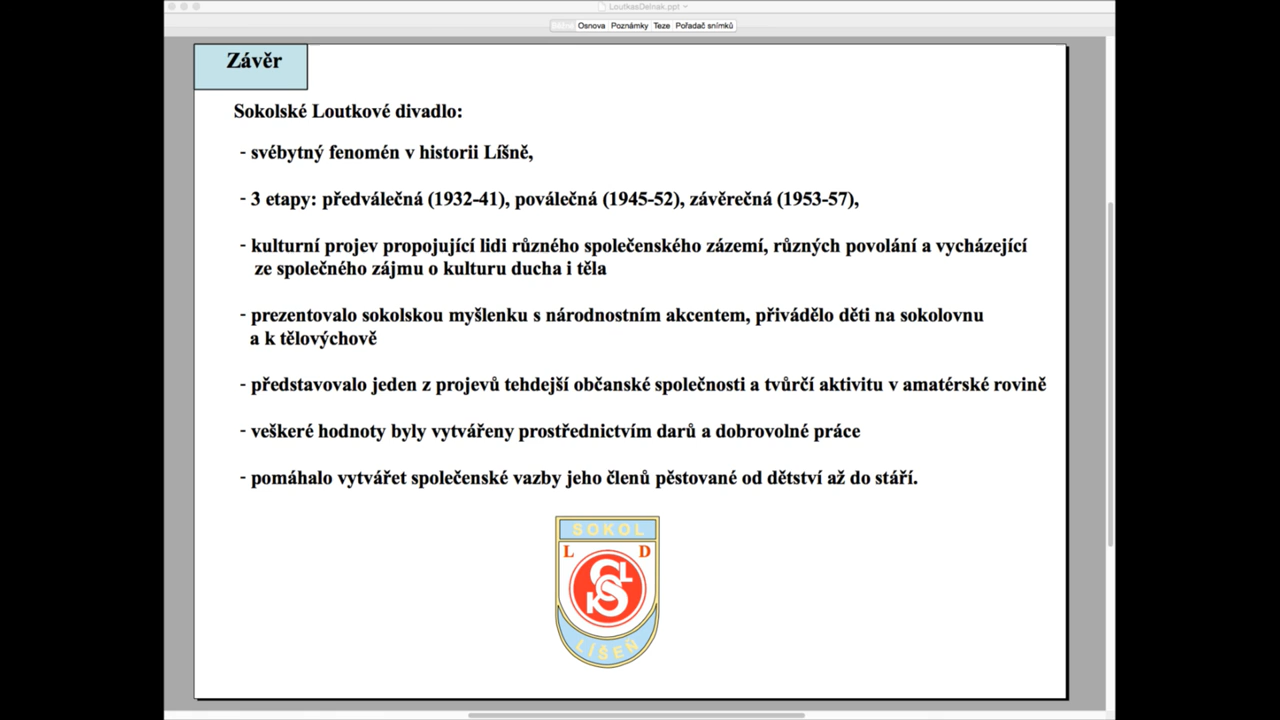 LoutkasDelnak.ppt
Běžné Osnova Poznámky Teze Pořadač snímků
Závěr
Sokolské Loutkové divadlo:
- svébytný fenomén v historii Líšně,
- 3 etapy: předválečná (1932-41), poválečná (1945-52), závěrečná (1953-57),
- kulturní projev propojující lidi různého společenského zázemí, různých povolání a vycházející
ze společného zájmu o kulturu ducha i těla
- prezentovalo sokolskou myšlenku s národnostním akcentem, přivádělo děti na sokolovnu
a k tělovýchově
- představovalo jeden z projevů tehdejší občanské společnosti a tvůrčí aktivitu v amatérské rovině
- veškeré hodnoty byly vytvářeny prostřednictvím darů a dobrovolné práce
- pomáhalo vytvářet společenské vazby jeho členů pěstované od dětství až do stáří.
SOKOL
L D
LÍŠEŇ